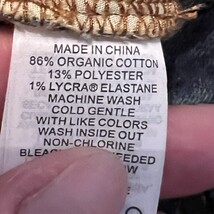 MADE IN CHINA
86% ORGANIC COTTON
13% POLYESTER
1% LYCRA® ELASTANE
MACHINE WASH
COLD GENTLE
WITH LIKE COLORS
WASH INSIDE OUT
NON-CHLORINE